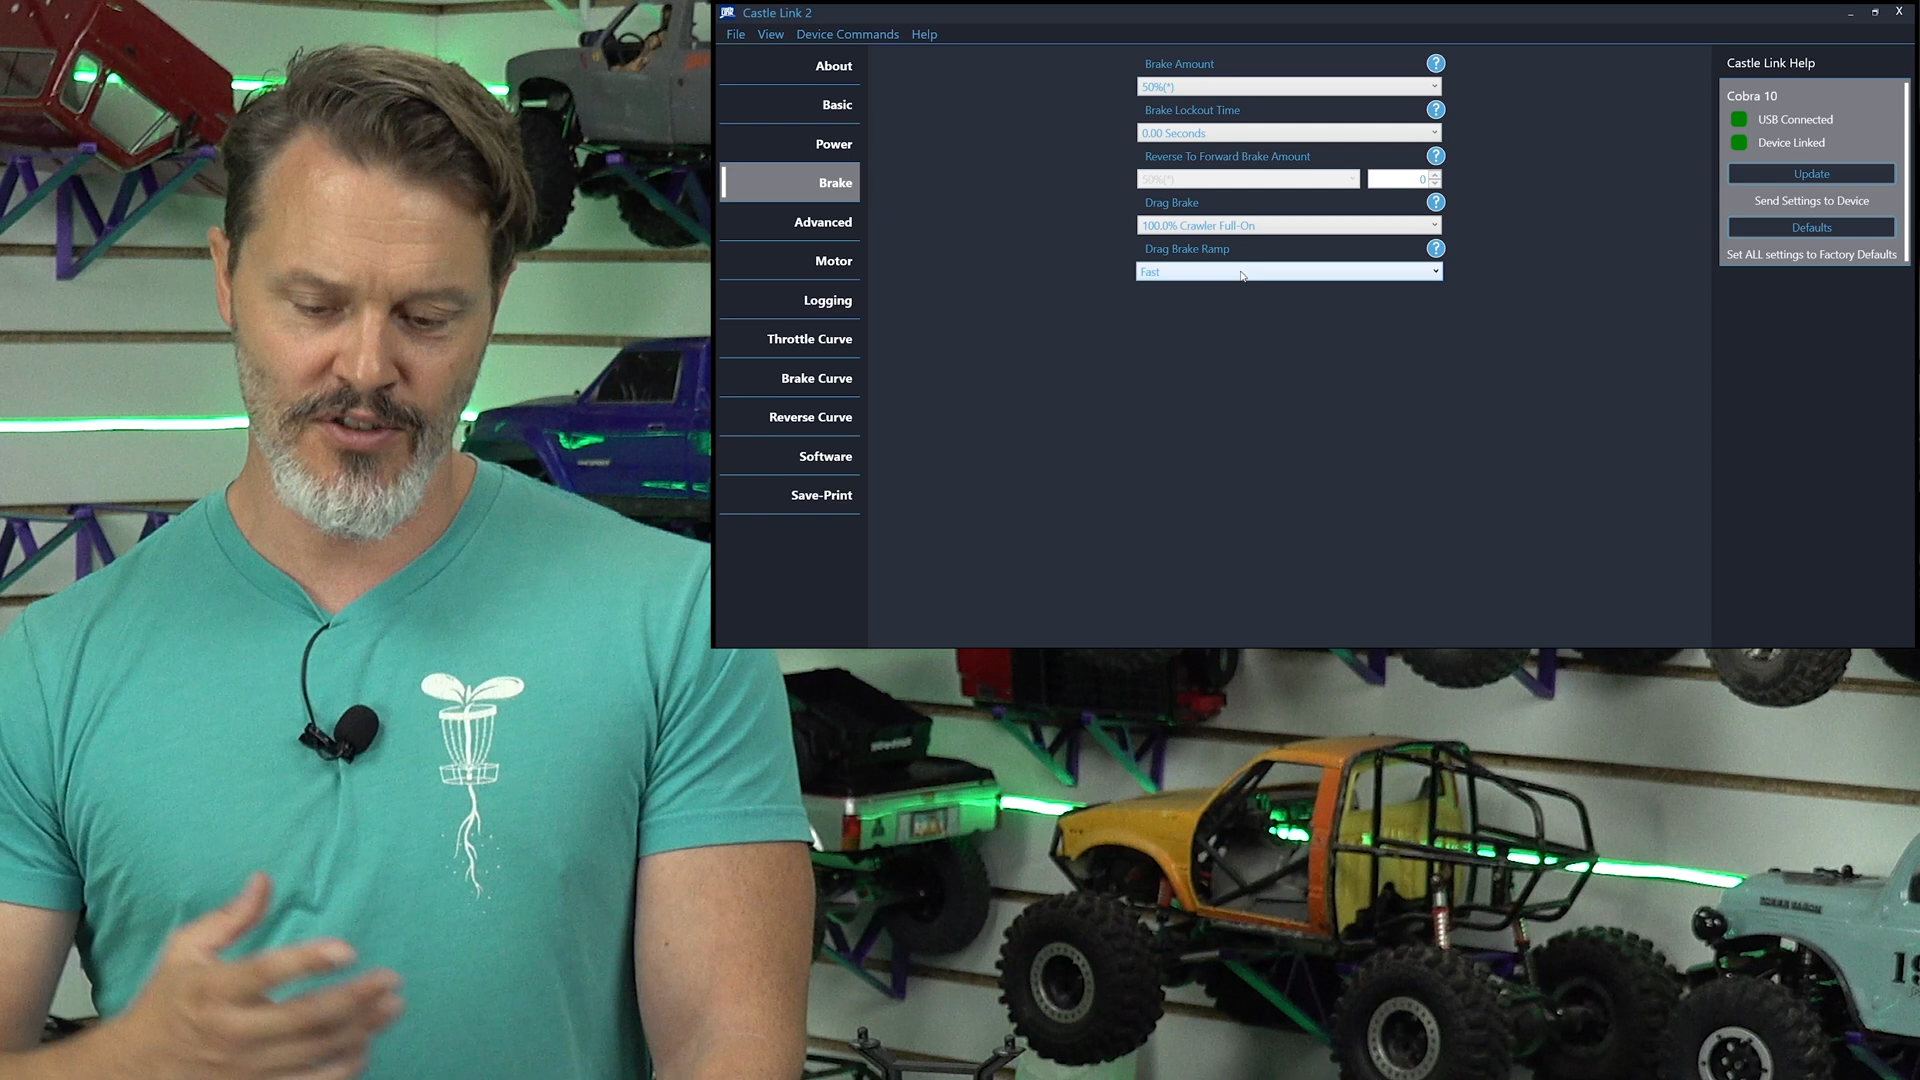 Castle Link 2
File View Device Commands Help
About
Basic
Power
Brake
Advanced
Motor
Logging
Throttle Curve
Brake Curve
Reverse Curve
Software
Save-Print
Brake Amount
50%(*)
Brake Lockout Time
0.00 Seconds
Reverse To Forward Brake Amount
50%(*) 0
Drag Brake
100.0% Crawler Full-On
Drag Brake Ramp
Fast
Castle Link Help
Cobra 10
USB Connected
Device Linked
Update
Send Settings to Device
Defaults
Set ALL settings to Factory Defaults